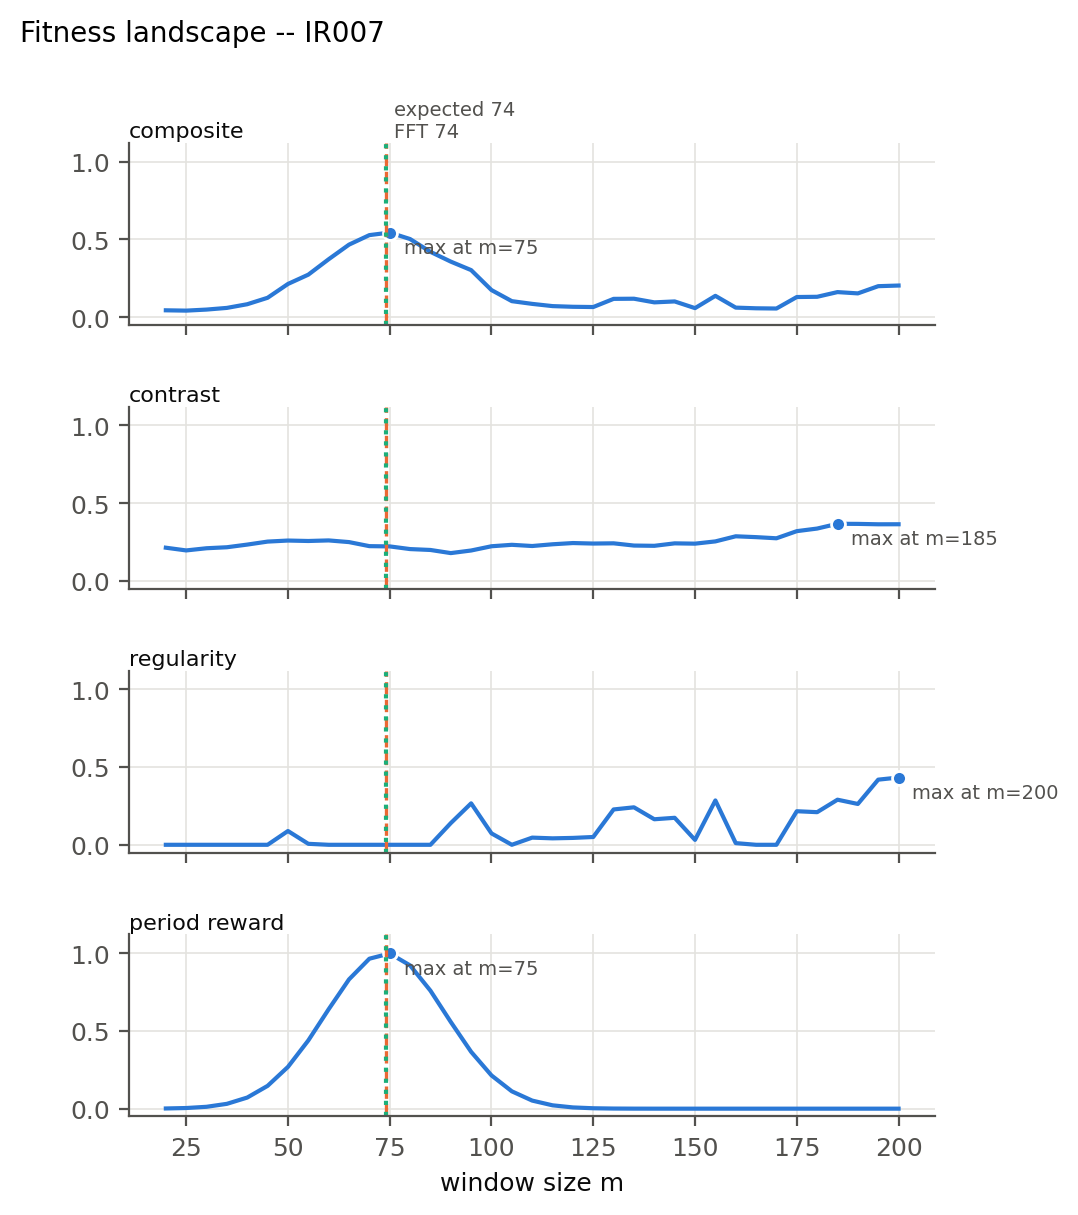 Fitness landscape -- IR007
expected 74
FFT 74
composite
1.0
0.5
0.0
max at m=75
contrast
1.0
0.5
0.0
max at m=185
regularity
1.0
0.5
0.0
max at m=200
period reward
1.0
0.5
0.0
max at m=75
25 50 75 100 125 150 175 200
window size m